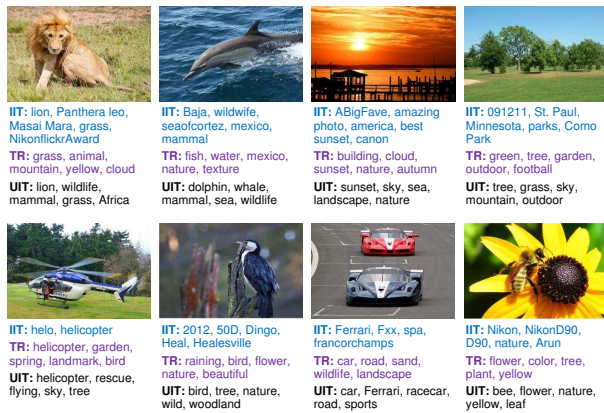 IIT: lion, Panthera leo,
Masai Mara, grass,
NikonflickrAward
TR: grass, animal,
mountain, yellow, cloud
UIT: lion, wildlife,
mammal, grass, Africa
IIT: Baja, wildwife,
seaofcortez, mexico,
mammal
TR: fish, water, mexico,
nature, texture
UIT: dolphin, whale,
mammal, sea, wildlife
IIT: ABigFave, amazing
photo, america, best
sunset, canon
TR: building, cloud,
sunset, nature, autumn
UIT: sunset, sky, sea,
landscape, nature
IIT: 091211, St. Paul,
Minnesota, parks, Como
Park
TR: green, tree, garden,
outdoor, football
UIT: tree, grass, sky,
mountain, outdoor
IIT: helo, helicopter
TR: helicopter, garden,
spring, landmark, bird
UIT: helicopter, rescue,
flying, sky, tree
IIT: 2012, 50D, Dingo,
Heal, Healesville
TR: raining, bird, flower,
nature, beautiful
UIT: bird, tree, nature,
wild, woodland
IIT: Ferrari, Fxx, spa,
francorchamps
TR: car, road, sand,
wildlife, landscape
UIT: car, Ferrari, racecar,
road, sports
IIT: Nikon, NikonD90,
D90, nature, Arun
TR: flower, color, tree,
plant, yellow
UIT: bee, flower, nature,
yellow, leaf